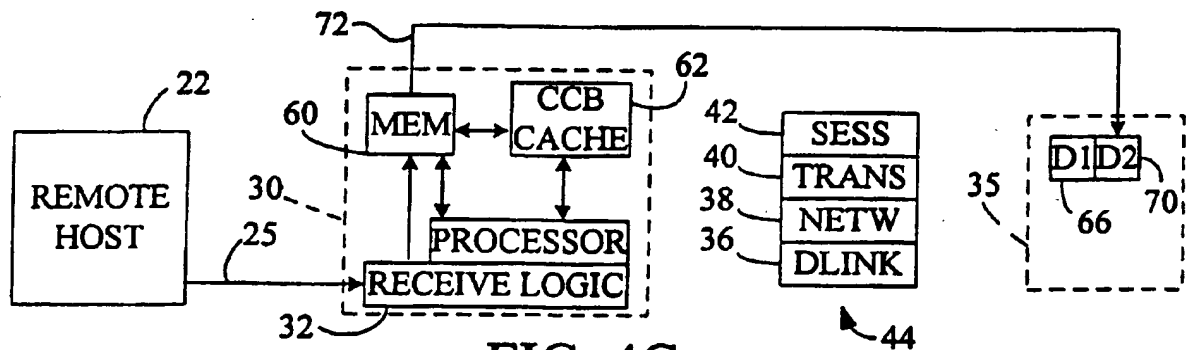 72
22
60
MEM
CCB
CACHE
62
42
SESS
40
TRANS
38
NETW
36
DLINK
44
D1 D2
35
66
70
REMOTE
HOST
30
25
PROCESSOR
RECEIVE LOGIC
32